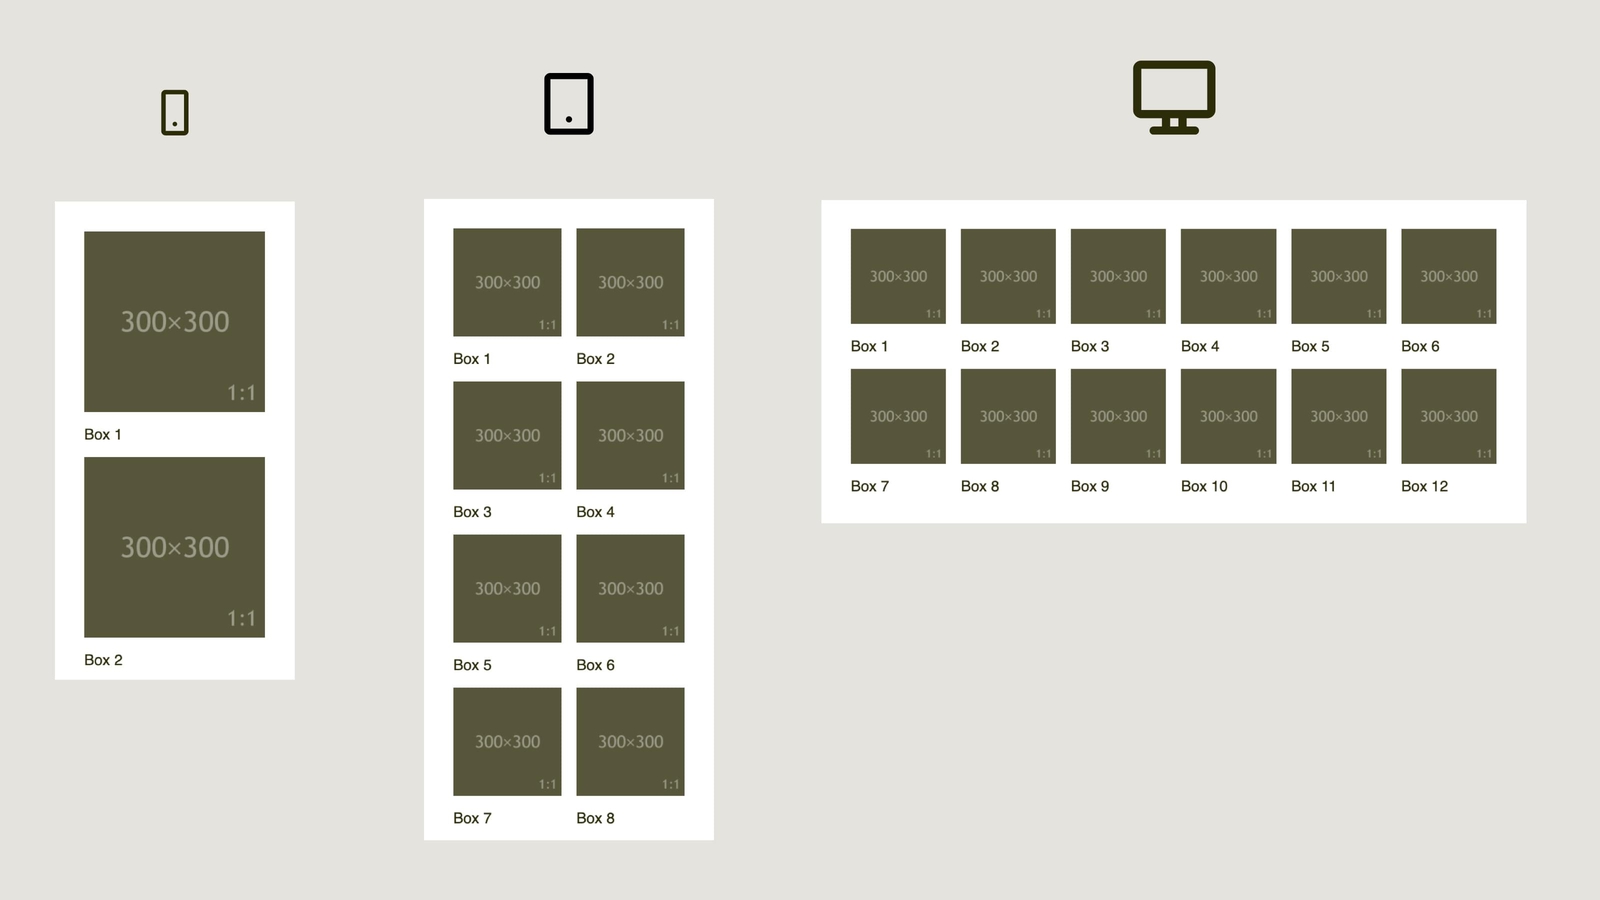 300×300
1:1
Box 1
300×300
1:1
Box 2
300×300 300×300
1:1 1:1
Box 1 Box 2
300×300 300×300
1:1 1:1
Box 3 Box 4
300×300 300×300
1:1 1:1
Box 5 Box 6
300×300 300×300
1:1 1:1
Box 7 Box 8
300×300 300×300 300×300 300×300 300×300 300×300
1:1 1:1 1:1 1:1 1:1 1:1
Box 1 Box 2 Box 3 Box 4 Box 5 Box 6
300×300 300×300 300×300 300×300 300×300 300×300
1:1 1:1 1:1 1:1 1:1 1:1
Box 7 Box 8 Box 9 Box 10 Box 11 Box 12